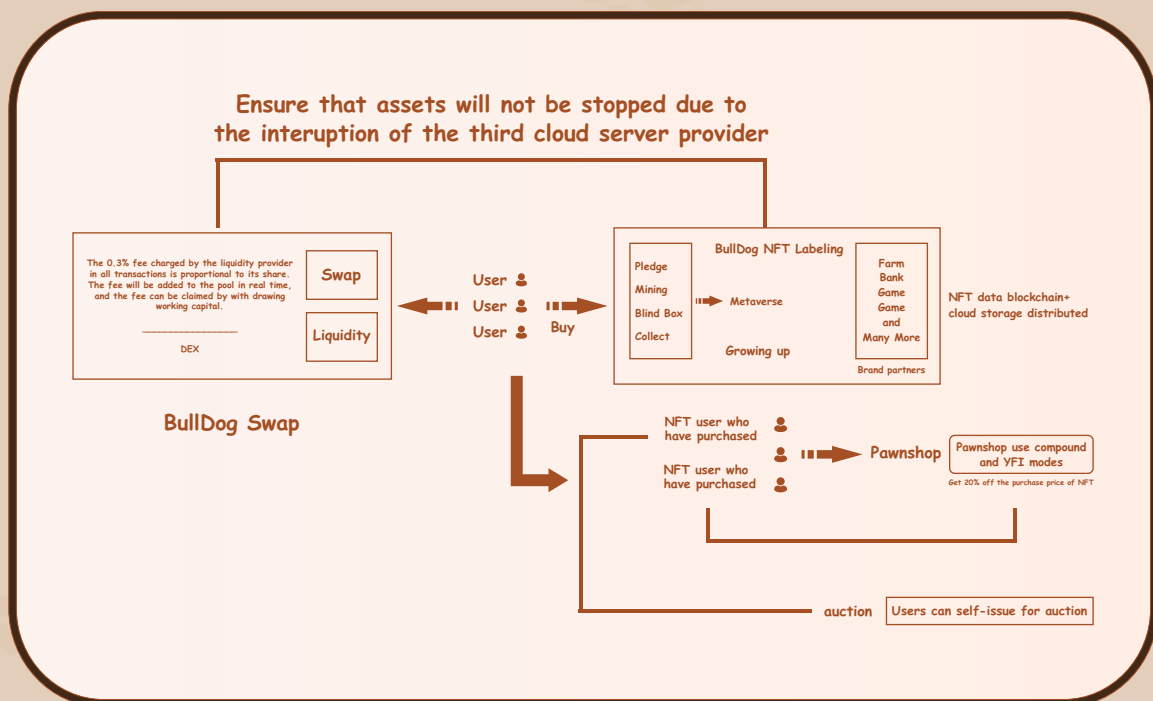 Ensure that assets will not be stopped due to
the interuption of the third cloud server provider
The 0.3% fee charged by the liquidity provider
in all transactions is proportional to its share.
The fee will be added to the pool in real time,
and the fee can be claimed by with drawing
working capital.
DEX
Swap
Liquidity
BullDog Swap
User
User
User
Buy
BullDog NFT Labeling
Pledge
Mining
Blind Box
Collect
Metaverse
Growing up
Farm
Bank
Game
Game
and
Many More
Brand partners
NFT data blockchain+
cloud storage distributed
NFT user who
have purchased
NFT user who
have purchased
Pawnshop
Pawnshop use compound
and YFI modes
Get 20% off the purchase price of NFT
auction
Users can self-issue for auction